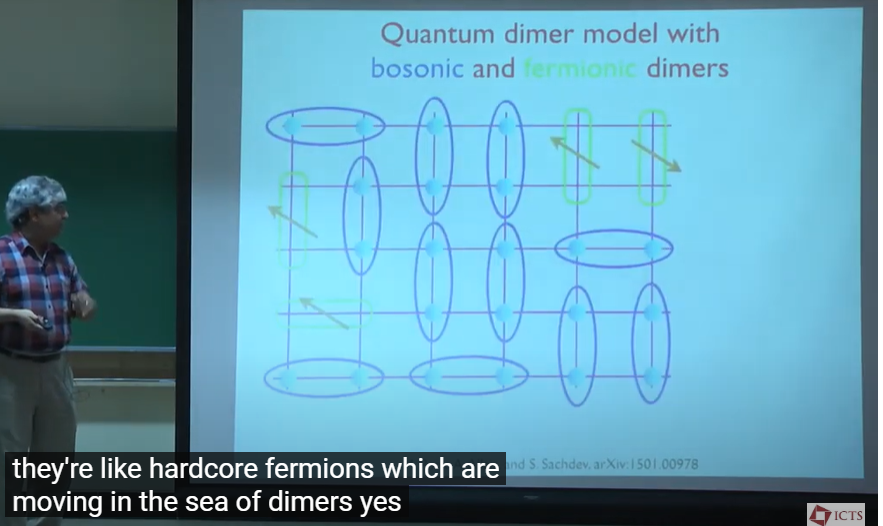 Quantum dimer model with
bosonic and fermionic dimers
and S. Sachdev, arXiv:1501.00978
they're like hardcore fermions which are
moving in the sea of dimers yes
ICTS